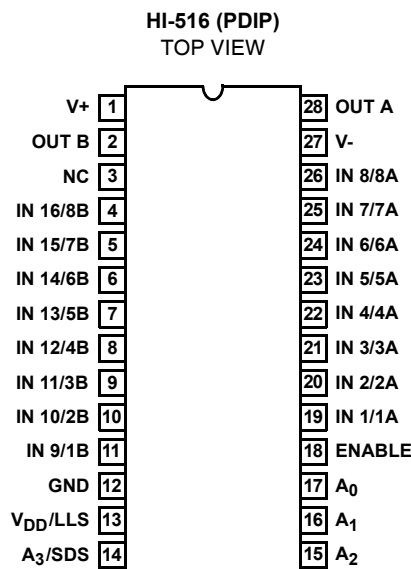 HI-516 (PDIP)
TOP VIEW
V+ 1 28 OUT A
OUT B 2 27 V-
NC 3 26 IN 8/8A
IN 16/8B 4 25 IN 7/7A
IN 15/7B 5 24 IN 6/6A
IN 14/6B 6 23 IN 5/5A
IN 13/5B 7 22 IN 4/4A
IN 12/4B 8 21 IN 3/3A
IN 11/3B 9 20 IN 2/2A
IN 10/2B 10 19 IN 1/1A
IN 9/1B 11 18 ENABLE
GND 12 17 A0
VDD/LLS 13 16 A1
A3/SDS 14 15 A2